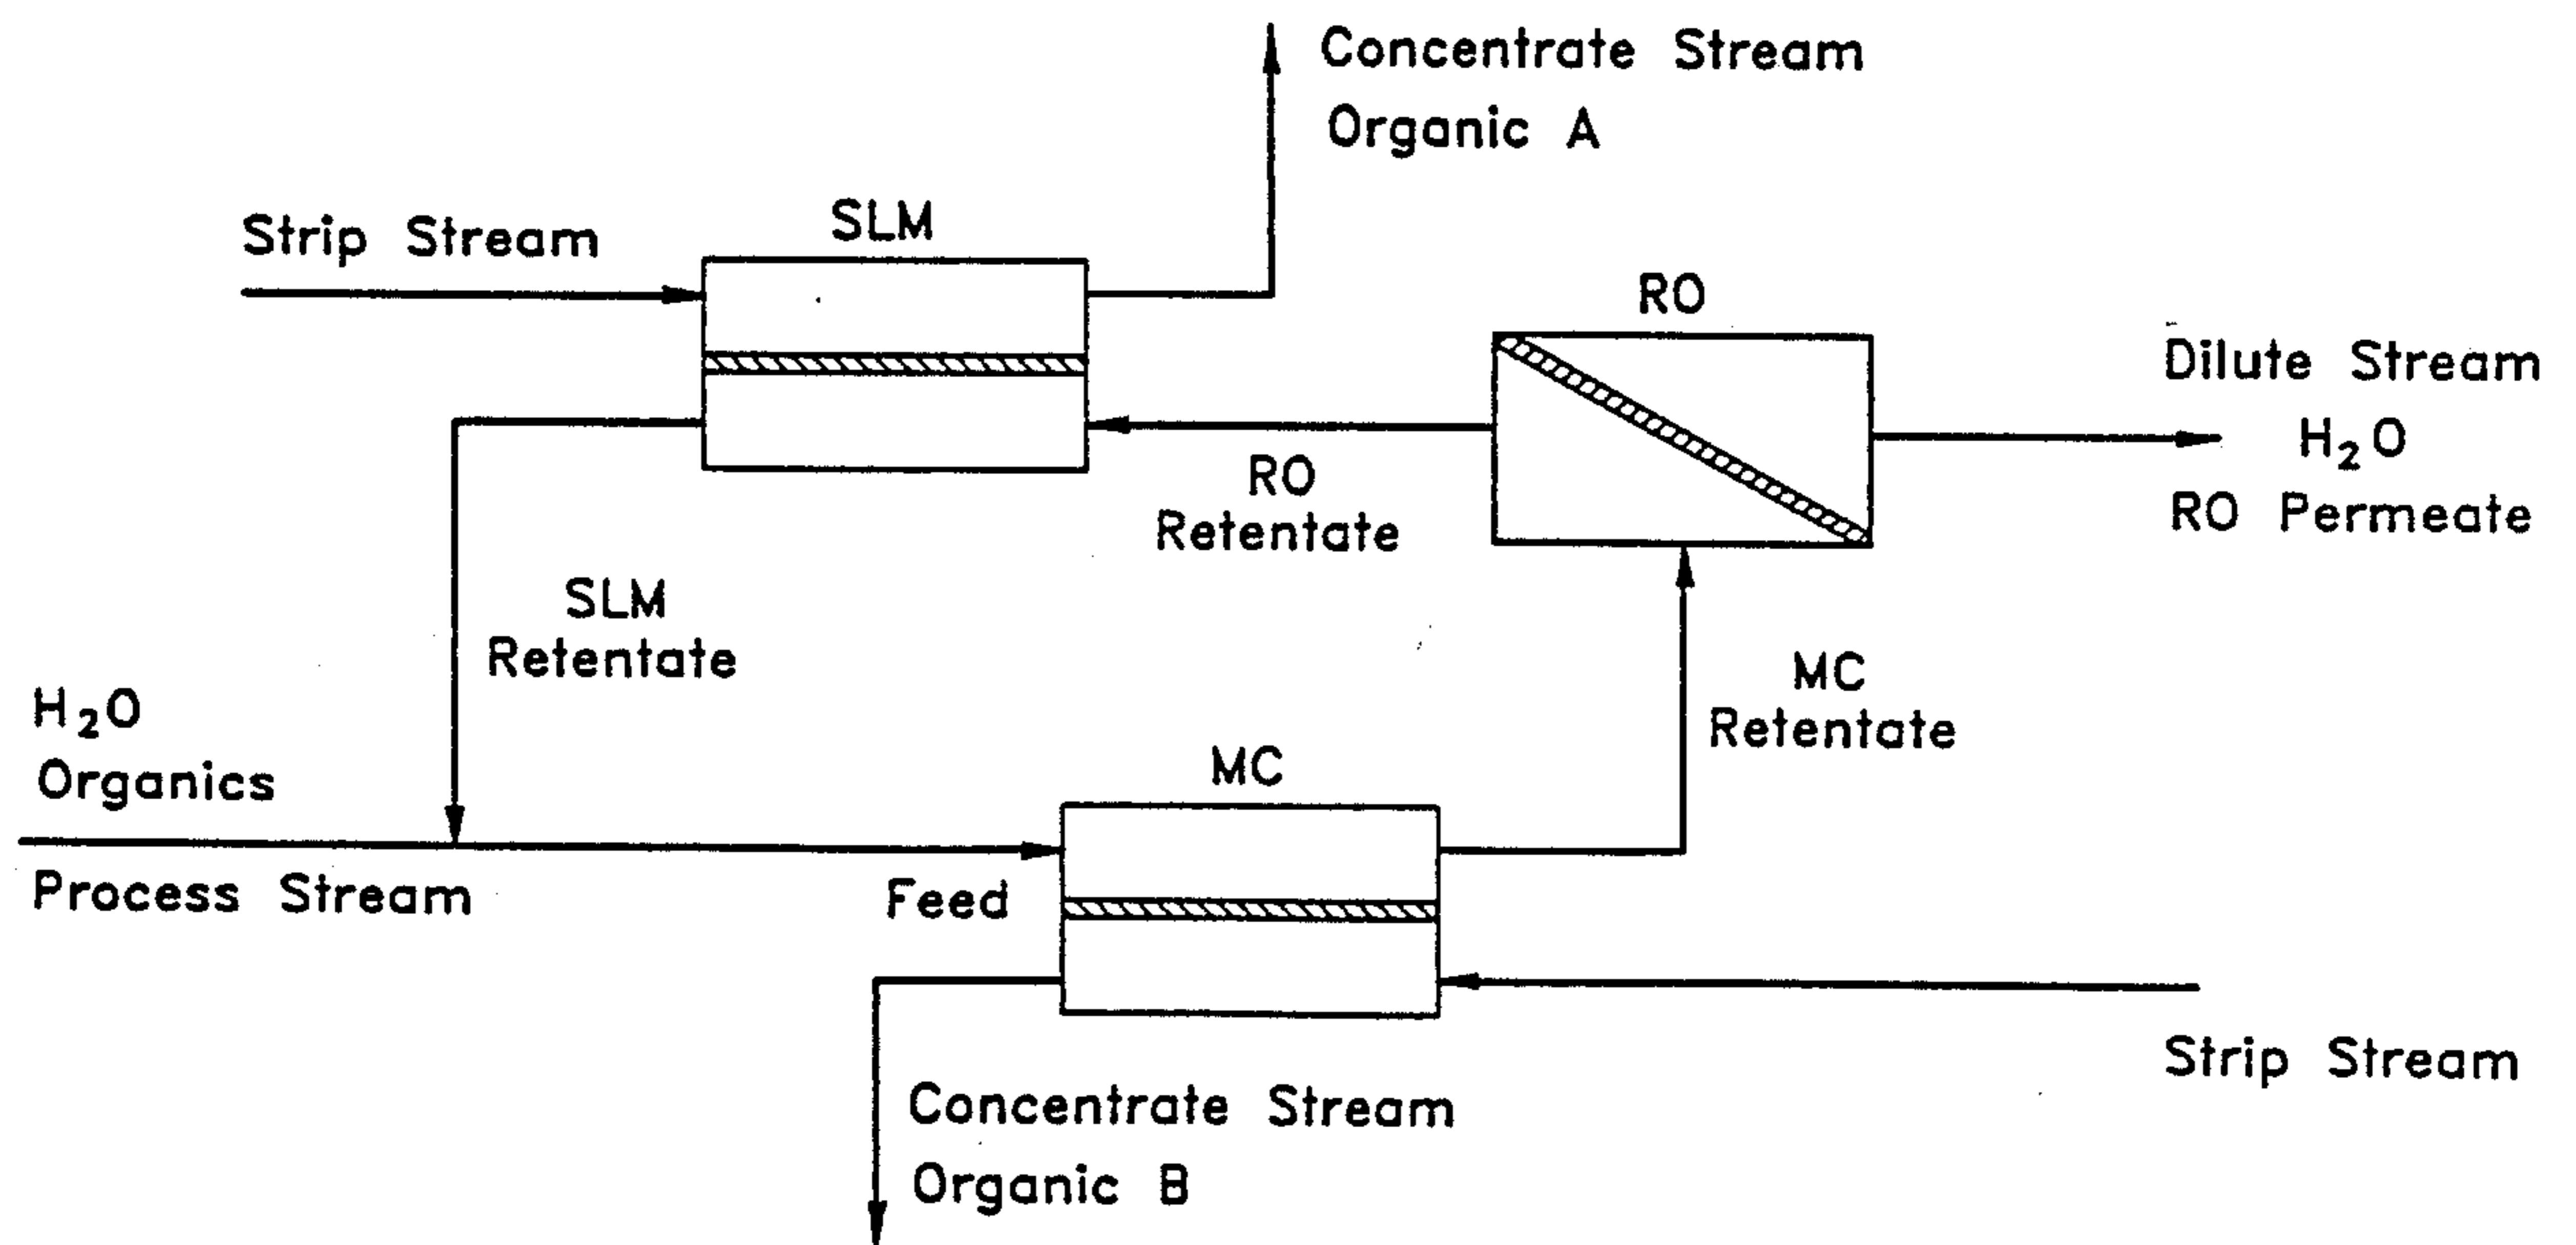 Concentrate Stream
Organic A
Strip Stream
SLM
RO
Dilute Stream
H₂O
RO Permeate
RO
Retentate
SLM
Retentate
MC
Retentate
H₂O
Organics
Process Stream
MC
Feed
Strip Stream
Concentrate Stream
Organic B